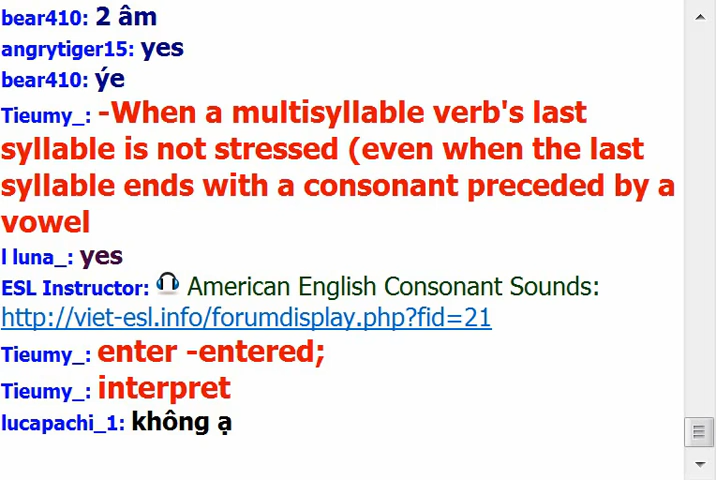 bear410: 2 âm
angrytiger15: yes
bear410: ýe
Tieumy_: -When a multisyllable verb's last
syllable is not stressed (even when the last
syllable ends with a consonant preceded by a
vowel
l luna_: yes
ESL Instructor: American English Consonant Sounds:
http://viet-esl.info/forumdisplay.php?fid=21
Tieumy_: enter -entered;
Tieumy_: interpret
lucapachi_1: không ạ